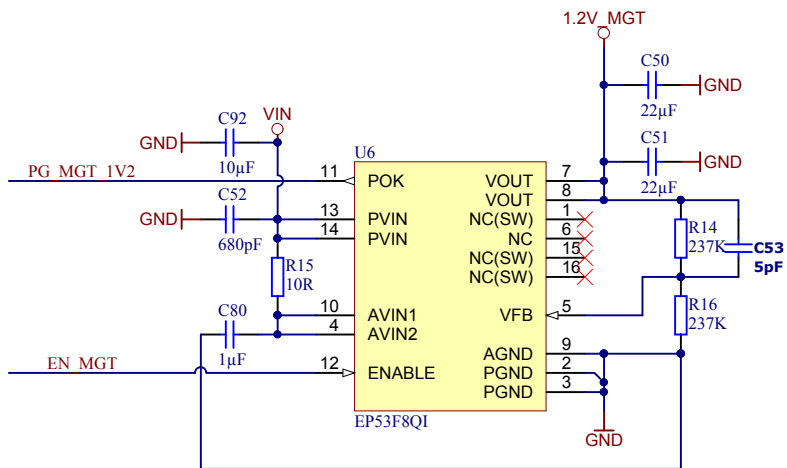 1.2V_MGT
C50
GND
22µF
C92
VIN
GND
10µF
U6
C51
GND
22µF
PG_MGT_1V2
11
POK
VOUT
7
VOUT
8
C52
GND
680pF
13
PVIN
NC(SW)
1
14
PVIN
NC
6
NC(SW)
15
NC(SW)
16
R14
237K
C53
5pF
R15
10R
10
AVIN1
VFB
5
R16
237K
C80
1µF
4
AVIN2
AGND
9
EN_MGT
12
ENABLE
PGND
2
PGND
3
EP53F8QI
GND